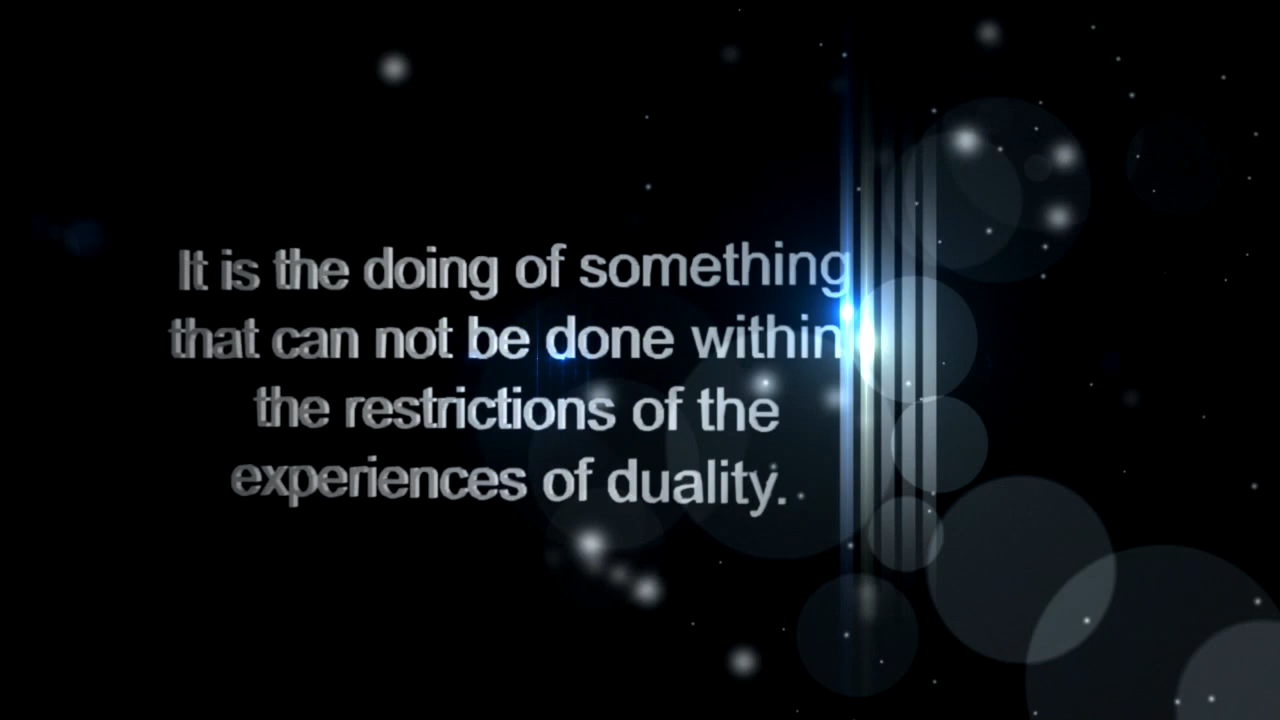 It is the doing of something
that can not be done within
the restrictions of the
experiences of duality.